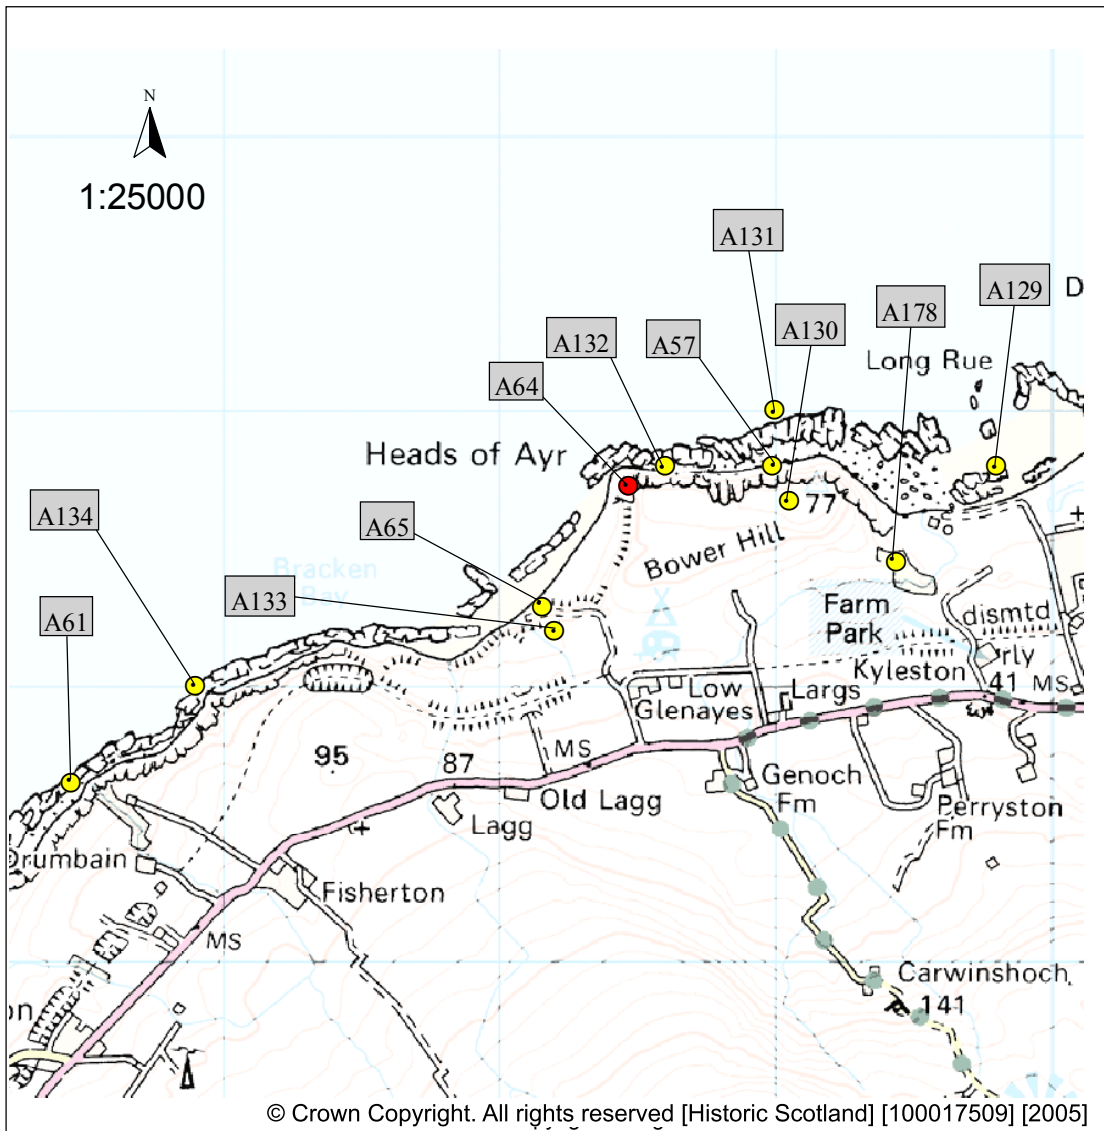 N
1:25000
A131
A129
D
A178
A130
A132
A57
Long Rue
A64
Heads of Ayr
A134
A65
77
Bower Hill
Bracken
Bay
A133
A61
Farm
Park
dismtd
rly
Kyleston
41
MS
Low
Glenayes
Largs
95
87
MS
Old Lagg
Genoch
Fm
Perryston
Fm
Lagg
Drumbain
Fisherton
MS
Carwinshoch
141
on
© Crown Copyright. All rights reserved [Historic Scotland] [100017509] [2005]